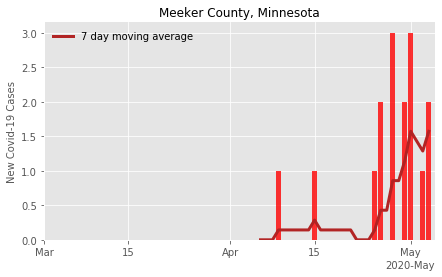 Meeker County, Minnesota
7 day moving average
New Covid-19 Cases
3.0
2.5
2.0
1.5
1.0
0.5
0.0
Mar
15
Apr
15
May
2020-May